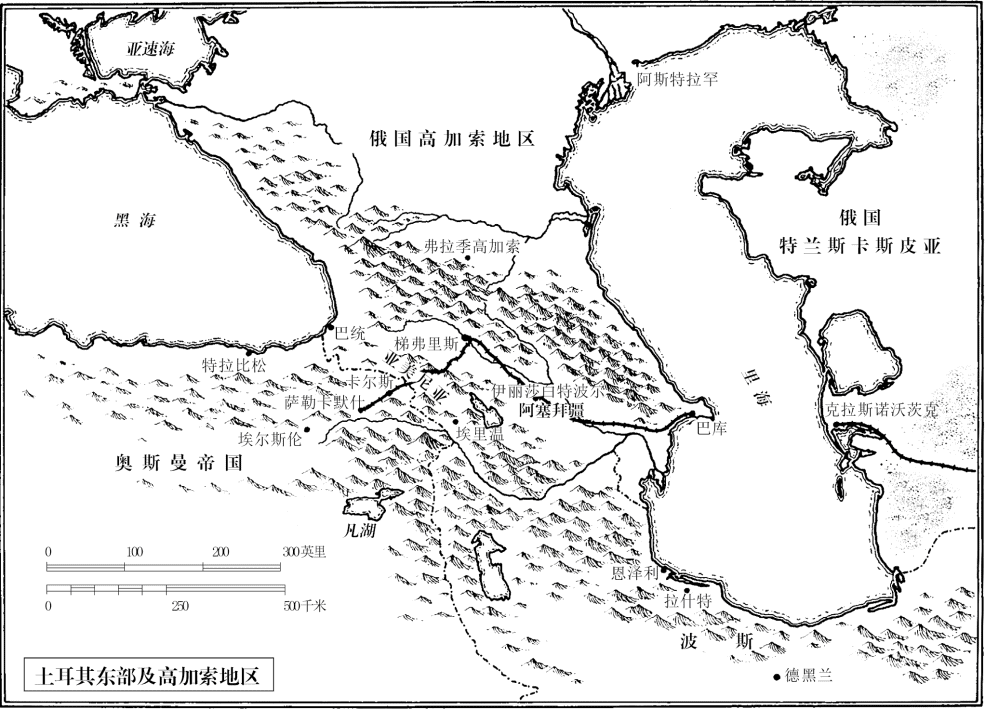 亚速海
阿斯特拉罕
俄国高加索地区
黑海
俄国
特兰斯卡斯皮亚
弗拉季高加索
巴统
梯弗里斯
特拉比松
亚美尼亚
卡尔斯
里海
伊丽莎白特波尔
萨勒卡默什
阿塞拜疆
克拉斯诺沃茨克
埃尔斯伦
埃里温
巴库
奥斯曼帝国
凡湖
0 100 200 300英里
0 250 500千米
恩泽利
拉什特
波斯
土耳其东部及高加索地区
德黑兰